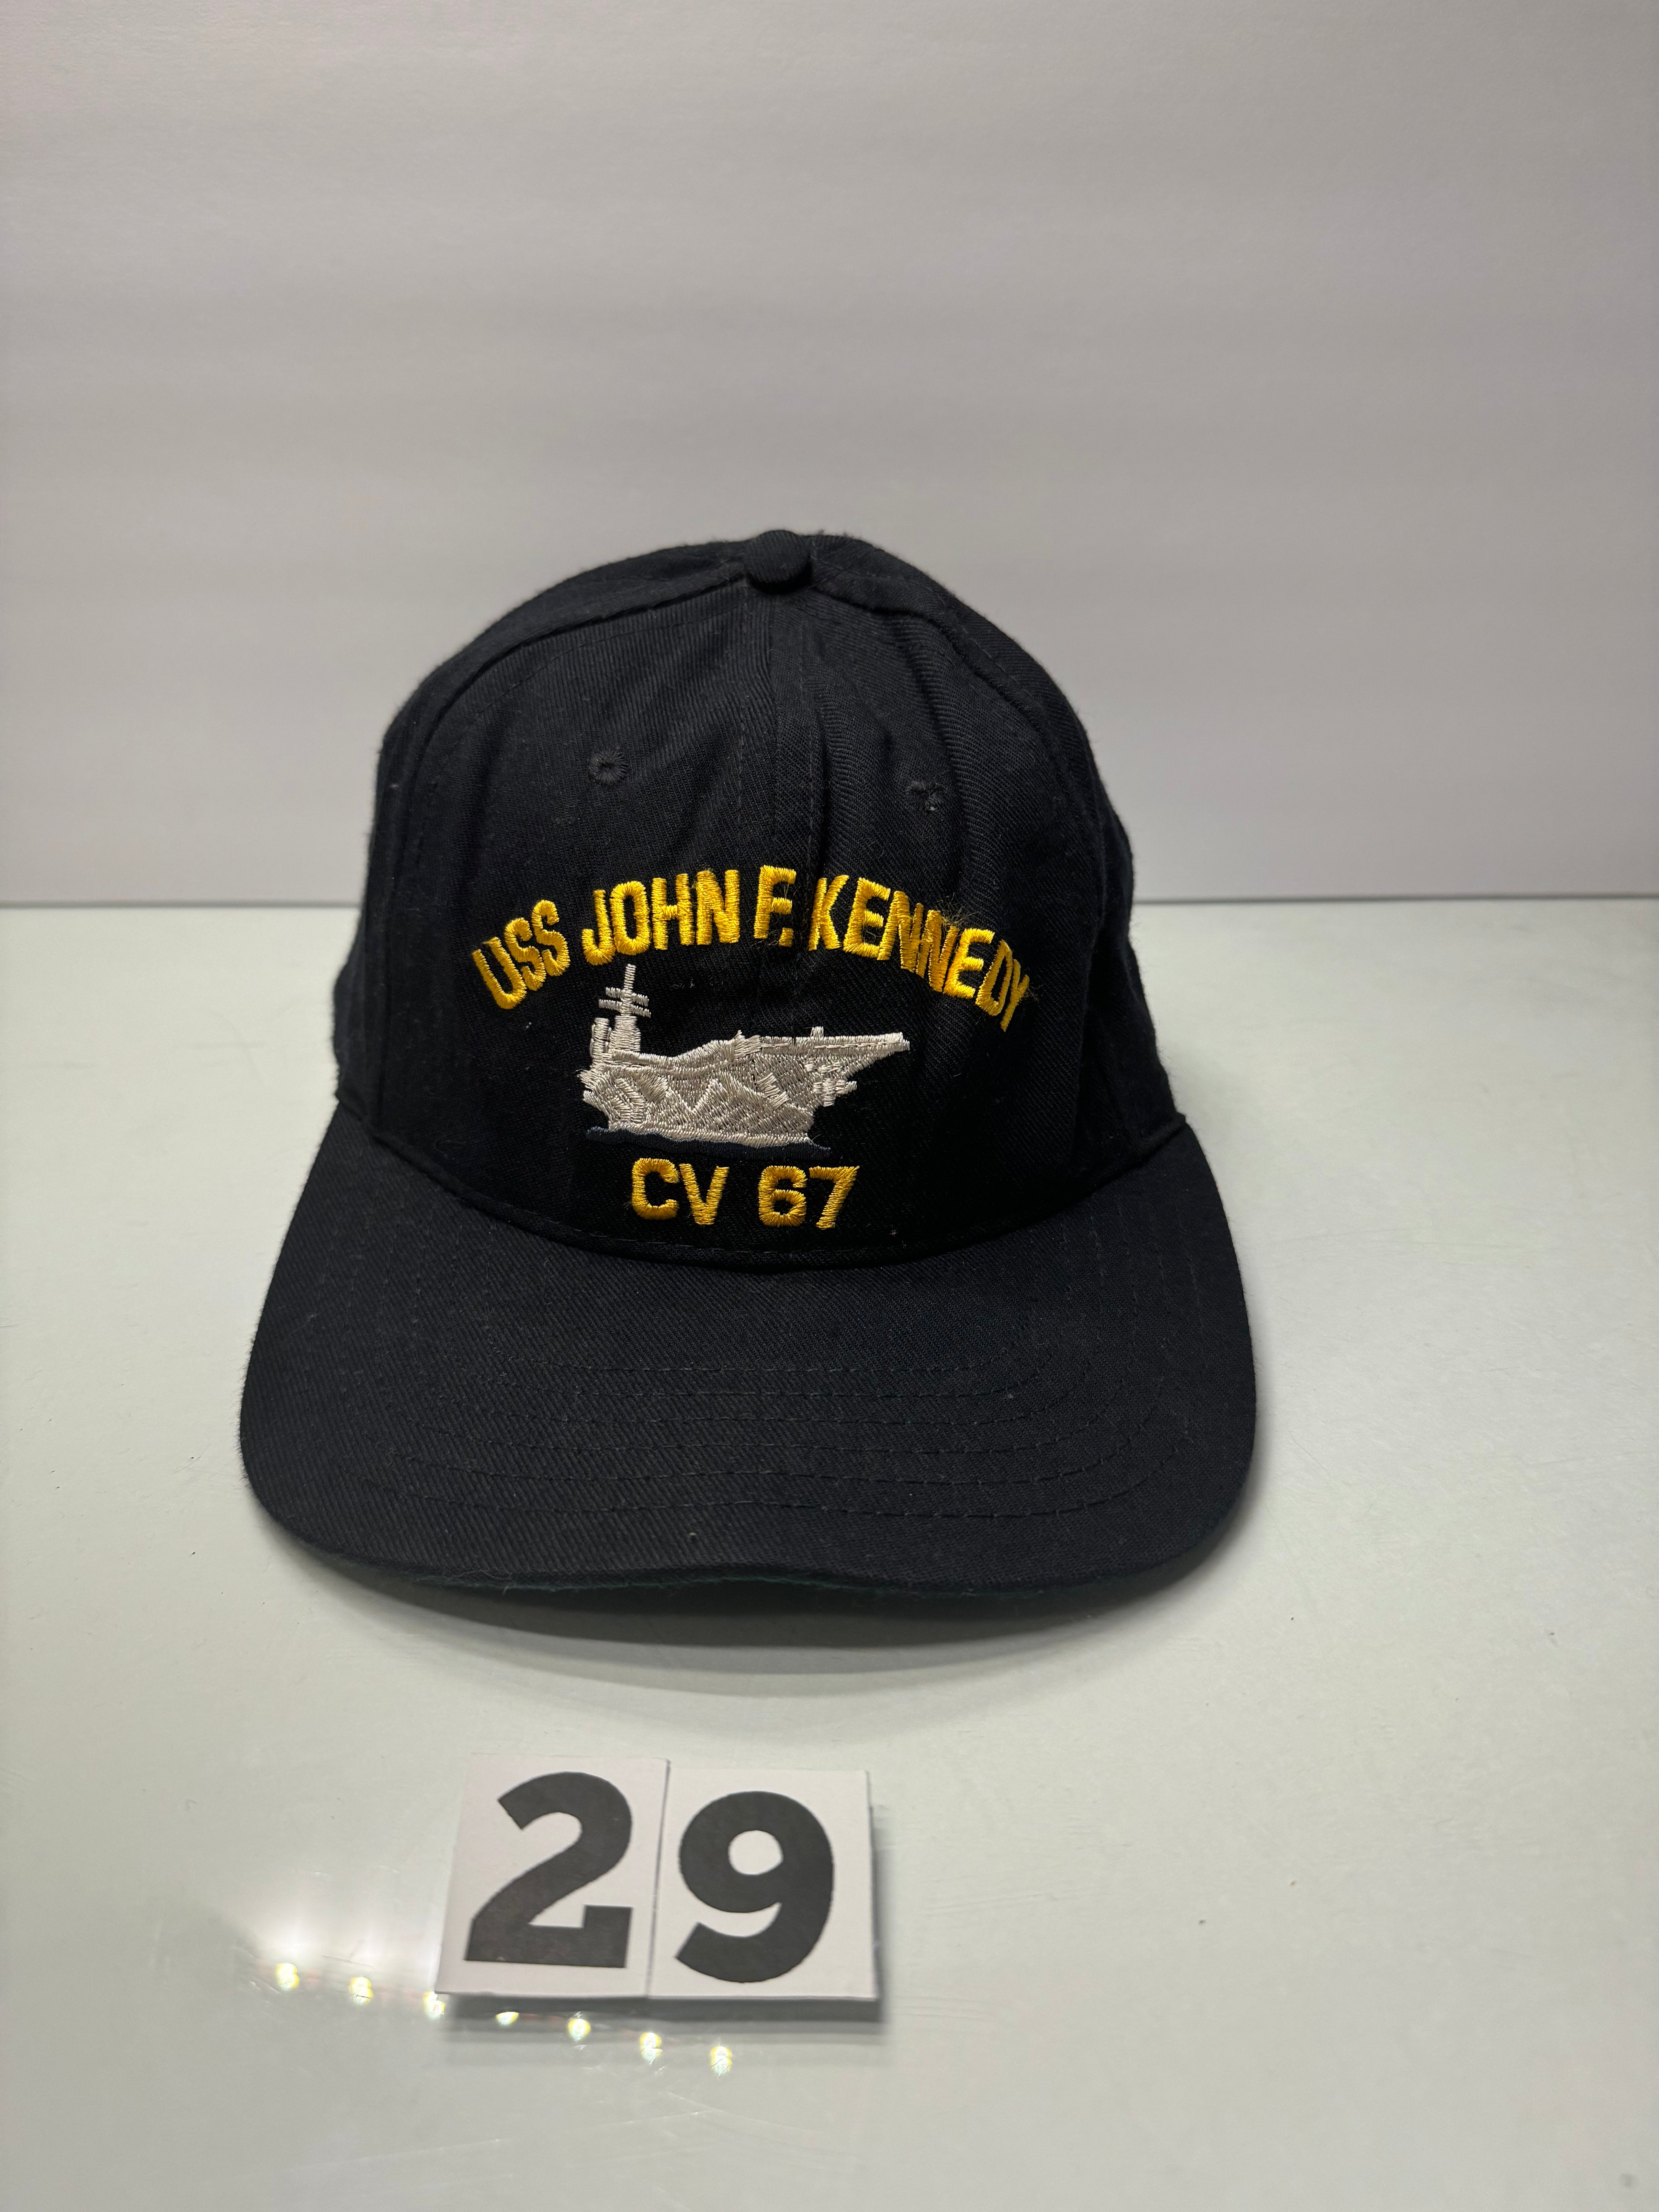 USS JOHN F. KENNEDY
CV 67
29